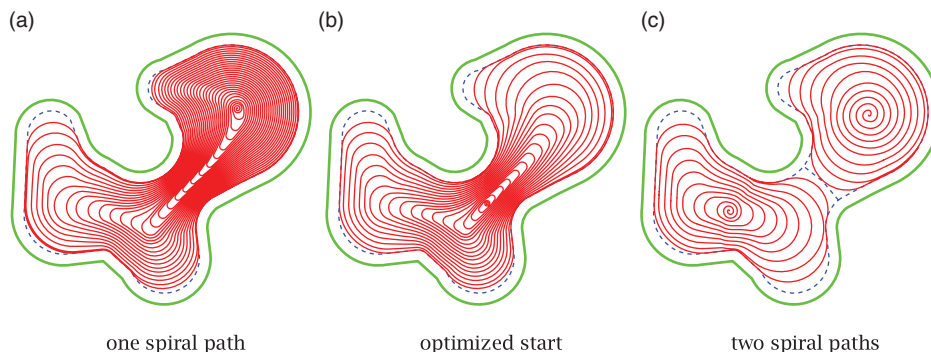 (a) (b) (c)
one spiral path optimized start two spiral paths